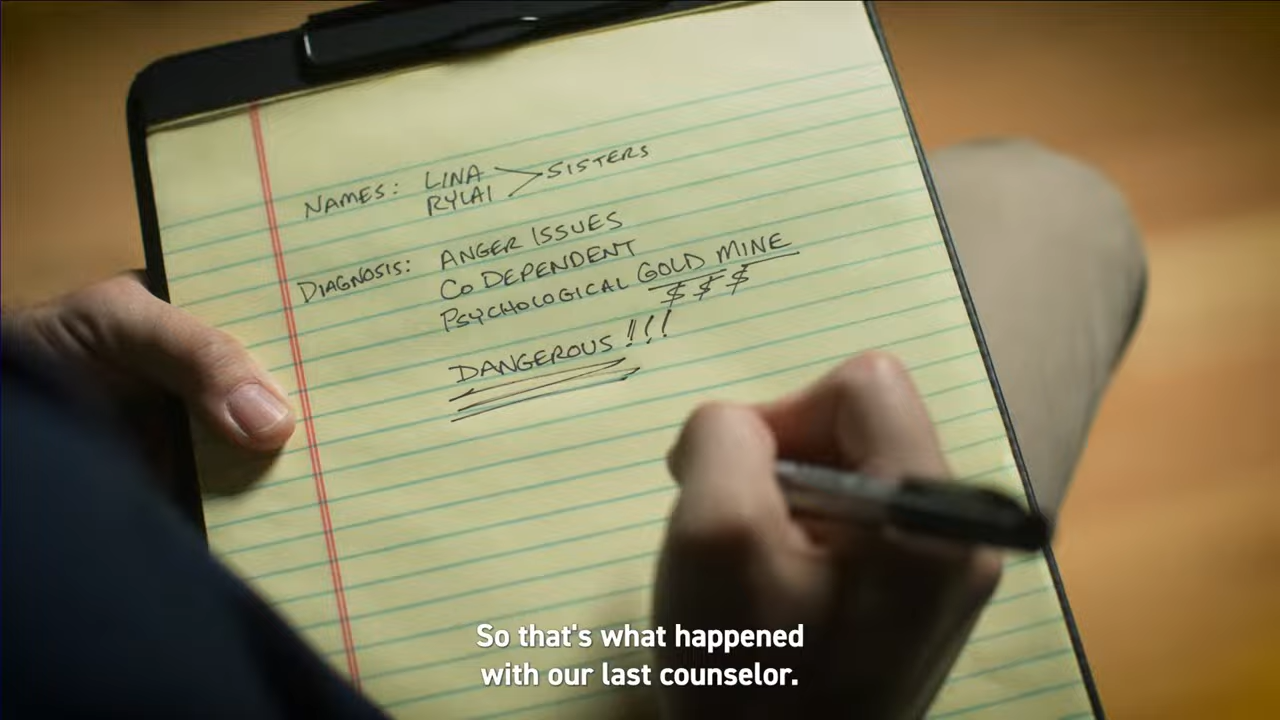 NAMES: LINA > SISTERS
RYLAI
DIAGNOSIS: ANGER ISSUES
CO DEPENDENT
PSYCHOLOGICAL GOLD MINE
$ $ $
DANGEROUS !!!
So that's what happened
with our last counselor.